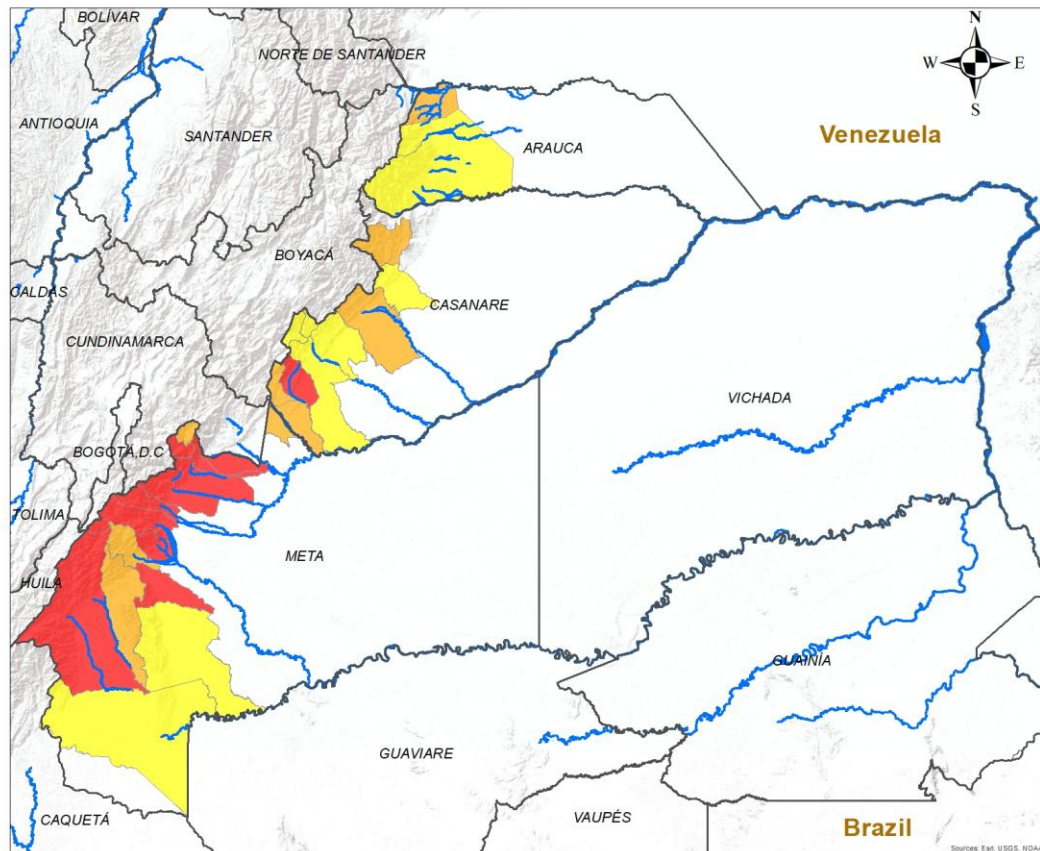 BOLÍVAR
N
NORTE DE SANTANDER
W
E
S
ANTIOQUIA
SANTANDER
ARAUCA
Venezuela
BOYACÁ
CALDAS
CASANARE
CUNDINAMARCA
VICHADA
BOGOTÁ, D.C
TOLIMA
META
HUILA
GUAINÍA
GUAVIARE
CAQUETÁ
VAUPÉS
Brazil
Sources: Esri, USGS, NOAA